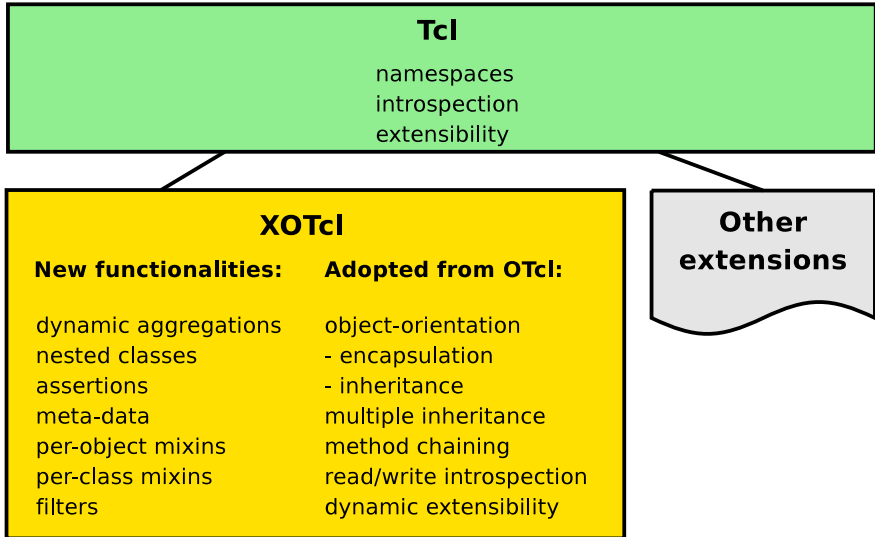 Tcl
namespaces
introspection
extensibility
XOTcl
New functionalities:
dynamic aggregations
nested classes
assertions
meta-data
per-object mixins
per-class mixins
filters
Adopted from OTcl:
object-orientation
- encapsulation
- inheritance
multiple inheritance
method chaining
read/write introspection
dynamic extensibility
Other
extensions